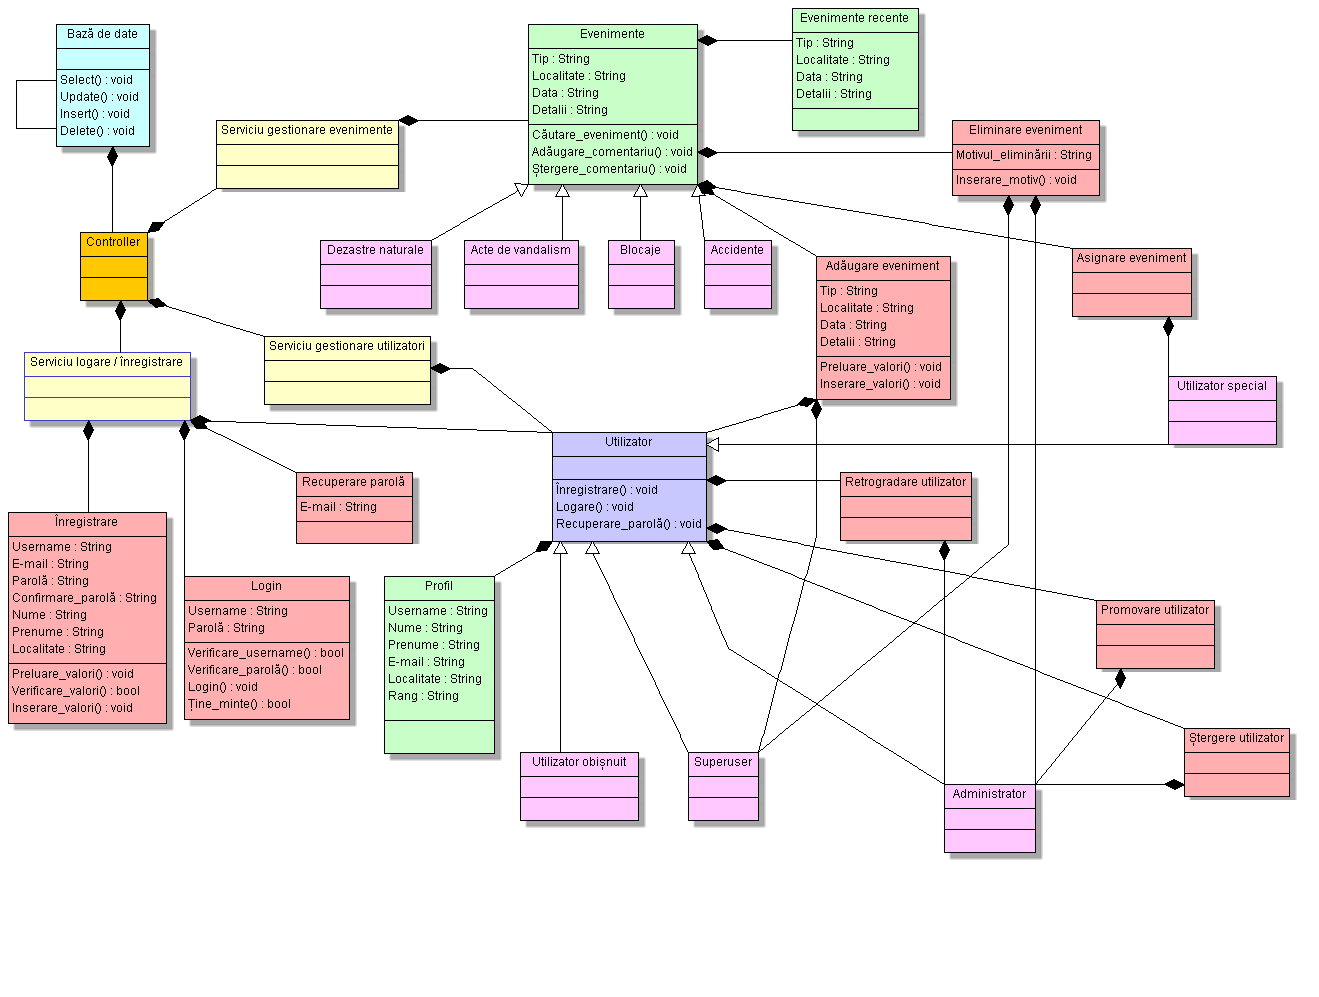 Bază de date
Select() : void
Update() : void
Insert() : void
Delete() : void
Evenimente
Tip : String
Localitate : String
Data : String
Detalii : String
Căutare_eveniment() : void
Adăugare_comentariu() : void
Ștergere_comentariu() : void
Evenimente recente
Tip : String
Localitate : String
Data : String
Detalii : String
Serviciu gestionare evenimente
Eliminare eveniment
Motivul_eliminării : String
Inserare_motiv() : void
Controller
Dezastre naturale
Acte de vandalism
Blocaje
Accidente
Adăugare eveniment
Tip : String
Localitate : String
Data : String
Detalii : String
Preluare_valori() : void
Inserare_valori() : void
Asignare eveniment
Serviciu logare / înregistrare
Serviciu gestionare utilizatori
Utilizator special
Utilizator
Înregistrare() : void
Logare() : void
Recuperare_parolă() : void
Recuperare parolă
E-mail : String
Retrogradare utilizator
Înregistrare
Username : String
E-mail : String
Parolă : String
Confirmare_parolă : String
Nume : String
Prenume : String
Localitate : String
Preluare_valori() : void
Verificare_valori() : bool
Inserare_valori() : void
Login
Username : String
Parolă : String
Verificare_username() : bool
Verificare_parolă() : bool
Login() : void
Ține_minte() : bool
Profil
Username : String
Nume : String
Prenume : String
E-mail : String
Localitate : String
Rang : String
Promovare utilizator
Ștergere utilizator
Utilizator obișnuit
Superuser
Administrator